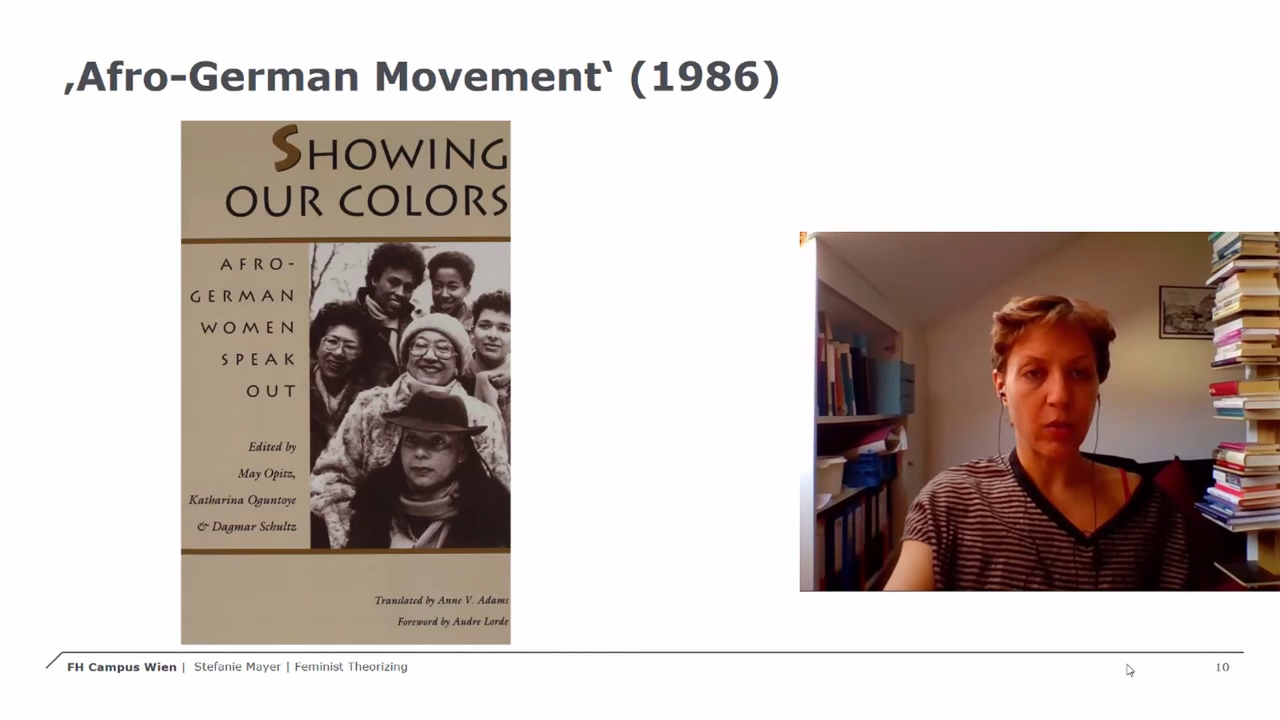 ‚Afro-German Movement‘ (1986)
SHOWING
OUR COLORS
AFRO-
GERMAN
WOMEN
SPEAK
OUT
Edited by
May Opitz,
Katharina Oguntoye
& Dagmar Schultz
Translated by Anne V. Adams
Foreword by Audre Lorde
FH Campus Wien | Stefanie Mayer | Feminist Theorizing
10